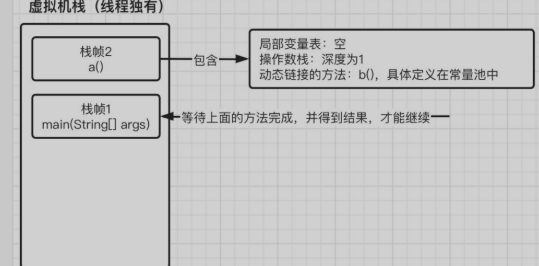 虚拟机栈（线程独有）
栈帧2
a()
包含
局部变量表：空
操作数栈：深度为1
动态链接的方法：b()，具体定义在常量池中
栈帧1
main(String[] args)
等待上面的方法完成，并得到结果，才能继续